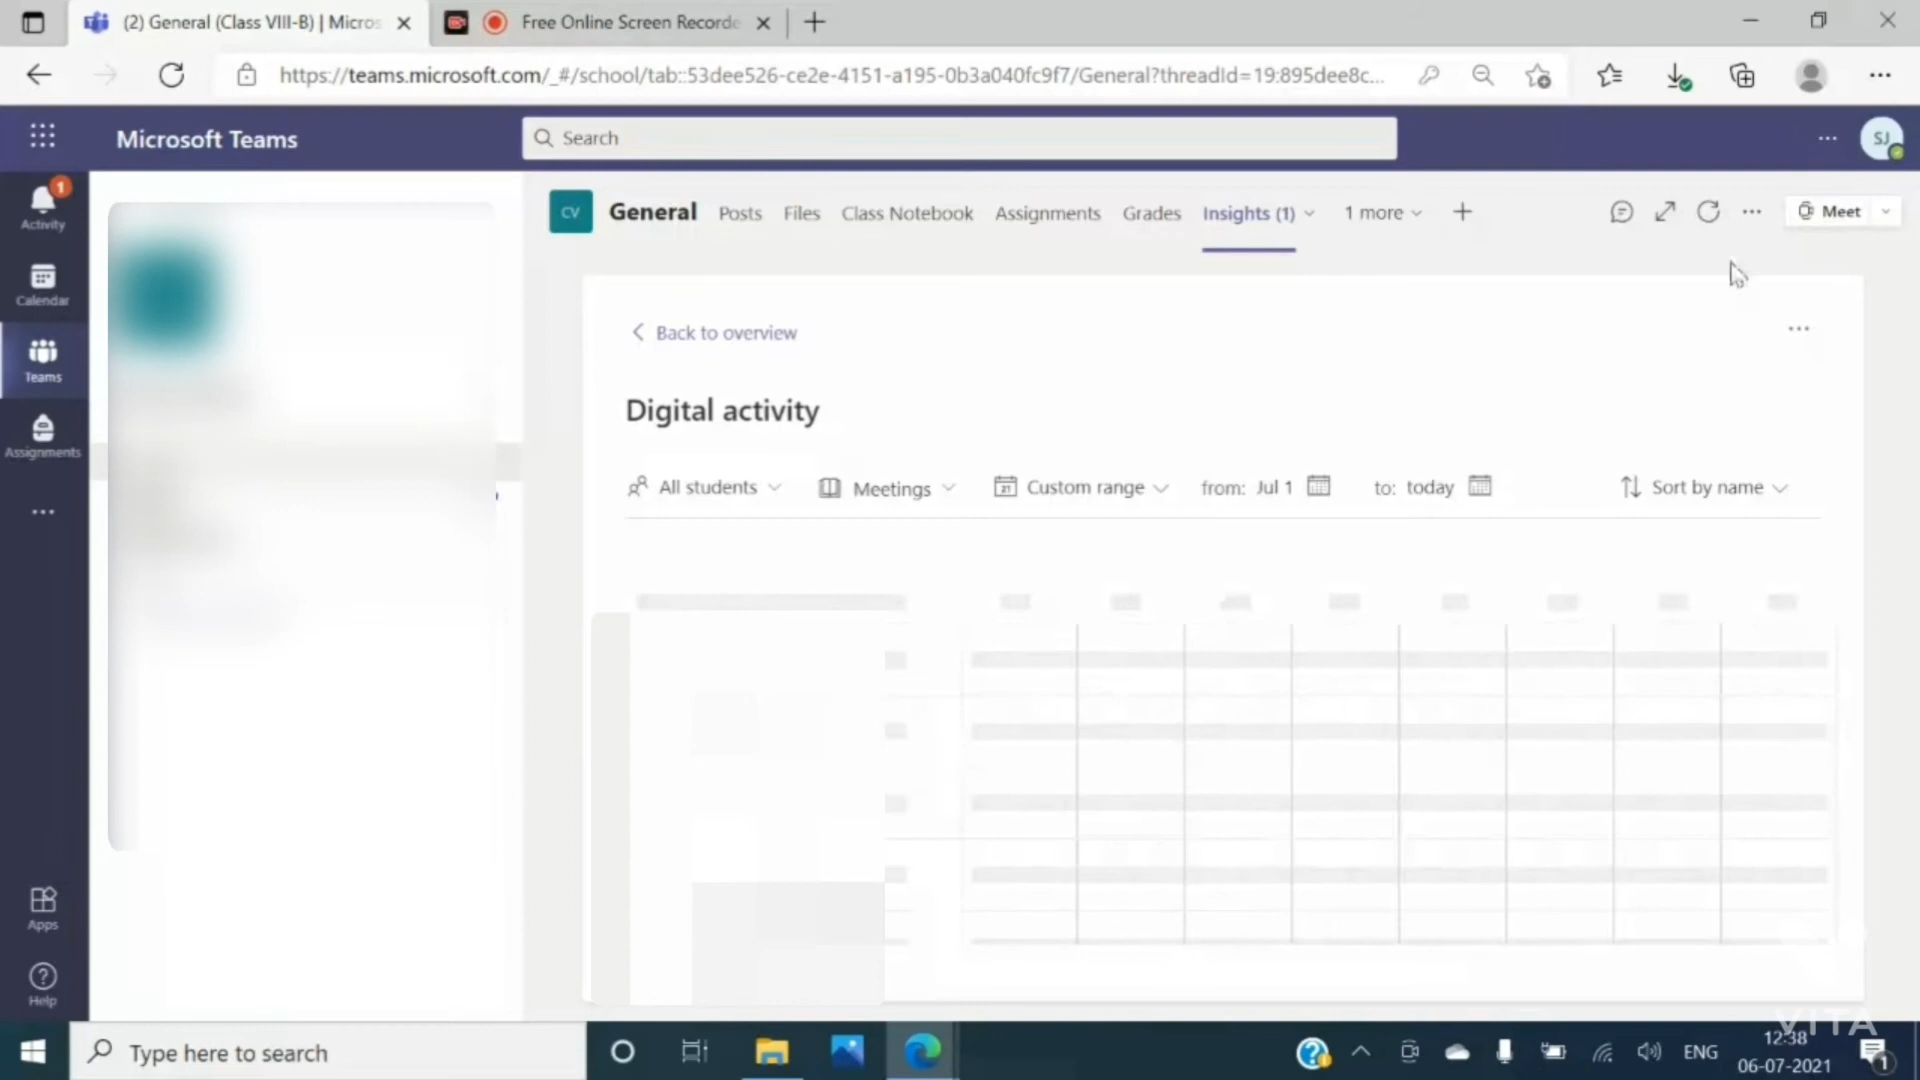 (2) General (Class VIII-B) | Micros
Free Online Screen Recorde
https://teams.microsoft.com/_#/school/tab::53dee526-ce2e-4151-a195-0b3a040fc9f7/General?threadId=19:895dee8c...
Microsoft Teams
Search
SJ
1
Activity
Calendar
Teams
Assignments
Apps
Help
CV
General
Posts
Files
Class Notebook
Assignments
Grades
Insights (1)
1 more
Meet
Back to overview
Digital activity
All students
Meetings
Custom range
from: Jul 1
to: today
Sort by name
Type here to search
ENG
VITA
12:38
06-07-2021
1